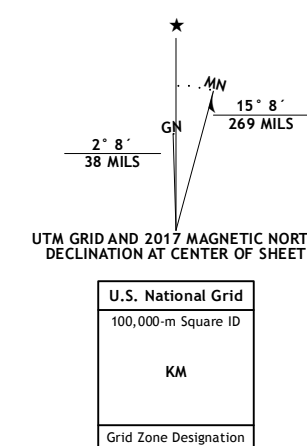 ★
MN
15° 8´
269 MILS
GN
2° 8´
38 MILS
UTM GRID AND 2017 MAGNETIC NORT
DECLINATION AT CENTER OF SHEET
U.S. National Grid
100,000-m Square ID
KM
Grid Zone Designation